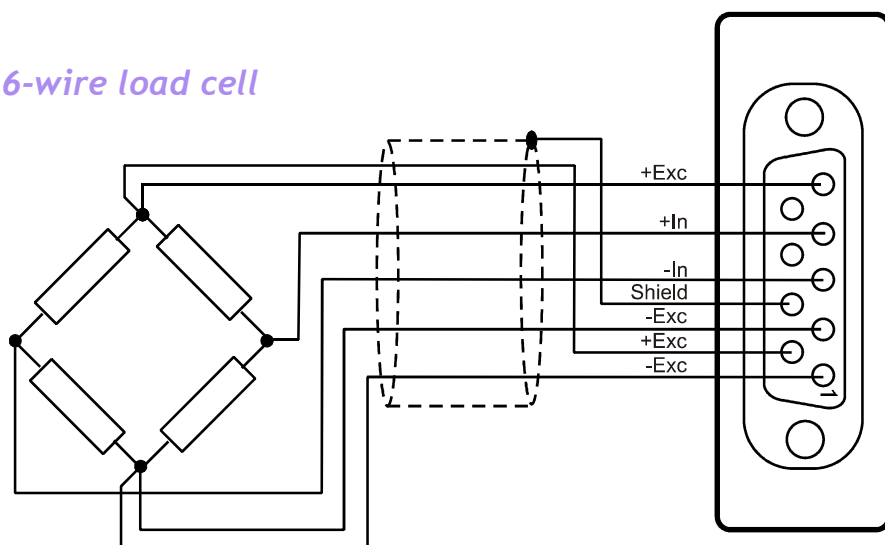 6-wire load cell
+Exc
+In
-In
Shield
-Exc
+Exc
-Exc
1